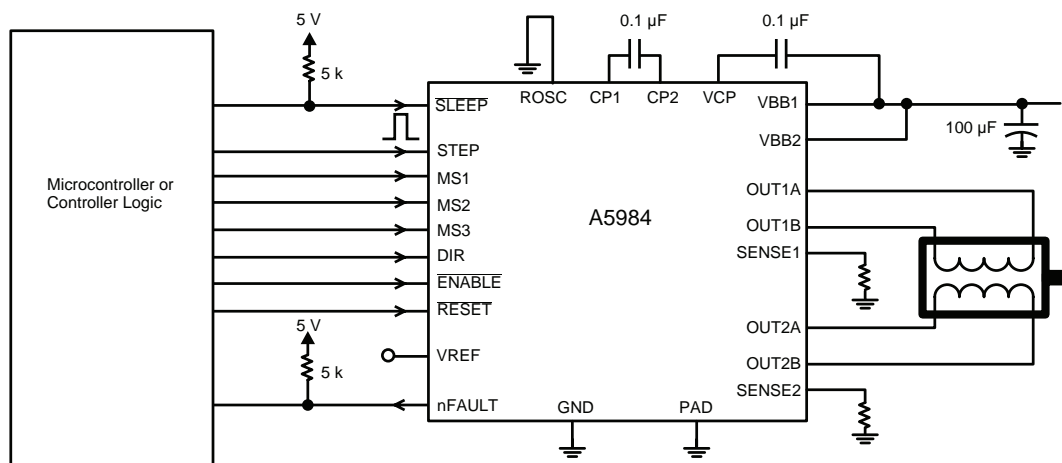 5 V
5 k
0.1 µF
0.1 µF
ROSC
CP1
CP2
VCP
SLEEP
STEP
MS1
MS2
MS3
DIR
ENABLE
RESET
VREF
nFAULT
5 V
5 k
Microcontroller or
Controller Logic
A5984
GND
PAD
VBB1
VBB2
100 µF
OUT1A
OUT1B
SENSE1
OUT2A
OUT2B
SENSE2